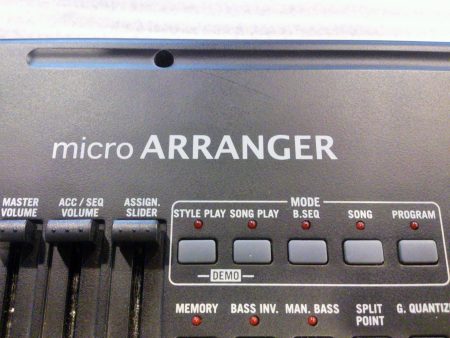 micro ARRANGER
MASTER VOLUME
ACC / SEQ VOLUME
ASSIGN. SLIDER
MODE
STYLE PLAY SONG PLAY B.SEQ SONG PROGRAM
DEMO
MEMORY BASS INV. MAN. BASS SPLIT POINT G. QUANTIZ